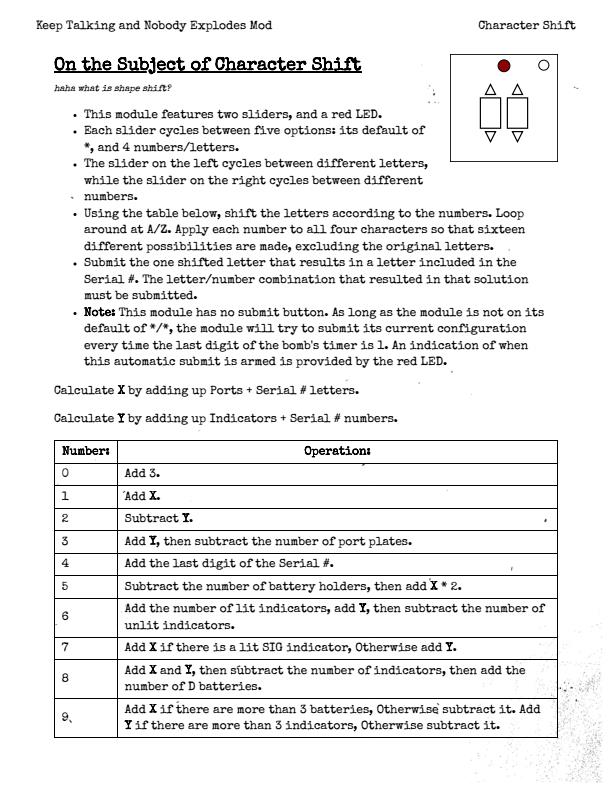 Keep Talking and Nobody Explodes Mod
Character Shift
On the Subject of Character Shift
haha what is shape shift?
• This module features two sliders, and a red LED.
• Each slider cycles between five options: its default of
*, and 4 numbers/letters.
• The slider on the left cycles between different letters,
while the slider on the right cycles between different
numbers.
• Using the table below, shift the letters according to the numbers. Loop
around at A/Z. Apply each number to all four characters so that sixteen
different possibilities are made, excluding the original letters.
• Submit the one shifted letter that results in a letter included in the
Serial #. The letter/number combination that resulted in that solution
must be submitted.
• Note: This module has no submit button. As long as the module is not on its
default of */*, the module will try to submit its current configuration
every time the last digit of the bomb's timer is 1. An indication of when
this automatic submit is armed is provided by the red LED.
Calculate X by adding up Ports + Serial # letters.
Calculate Y by adding up Indicators + Serial # numbers.
Number: Operation:
0 Add 3.
1 Add X.
2 Subtract Y.
3 Add Y, then subtract the number of port plates.
4 Add the last digit of the Serial #.
5 Subtract the number of battery holders, then add X * 2.
6 Add the number of lit indicators, add Y, then subtract the number of
unlit indicators.
7 Add X if there is a lit SIG indicator, Otherwise add Y.
8 Add X and Y, then subtract the number of indicators, then add the
number of D batteries.
9 Add X if there are more than 3 batteries, Otherwise subtract it. Add
Y if there are more than 3 indicators, Otherwise subtract it.